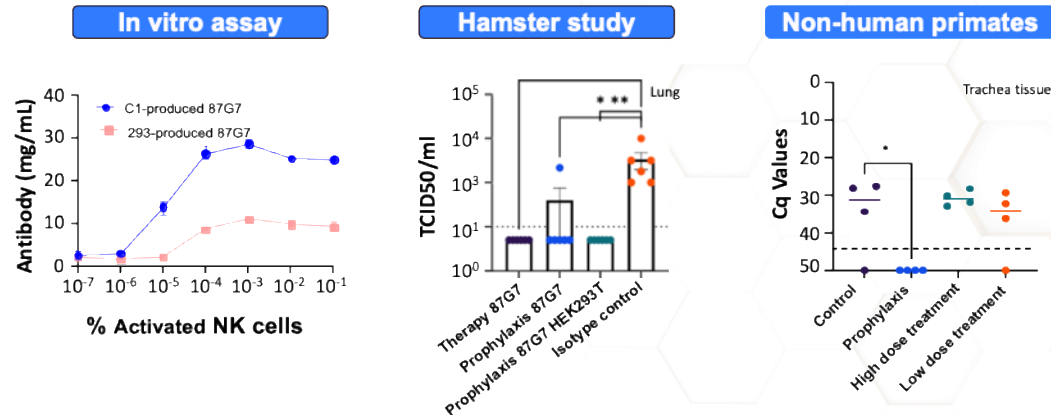 In vitro assay
Hamster study
Non-human primates
Antibody (mg/mL)
40
30
20
10
0
C1-produced 87G7
293-produced 87G7
10-7 10-6 10-5 10-4 10-3 10-2 10-1
% Activated NK cells
TCID50/ml
10⁵
10⁴
10³
10¹
10⁰
Lung
* **
Therapy 87G7
Prophylaxis 87G7
Prophylaxis 87G7 HEK293T
Isotype control
Cq Values
0
10
20
30
40
50
Trachea tissue
*
Control
Prophylaxis
High dose treatment
Low dose treatment